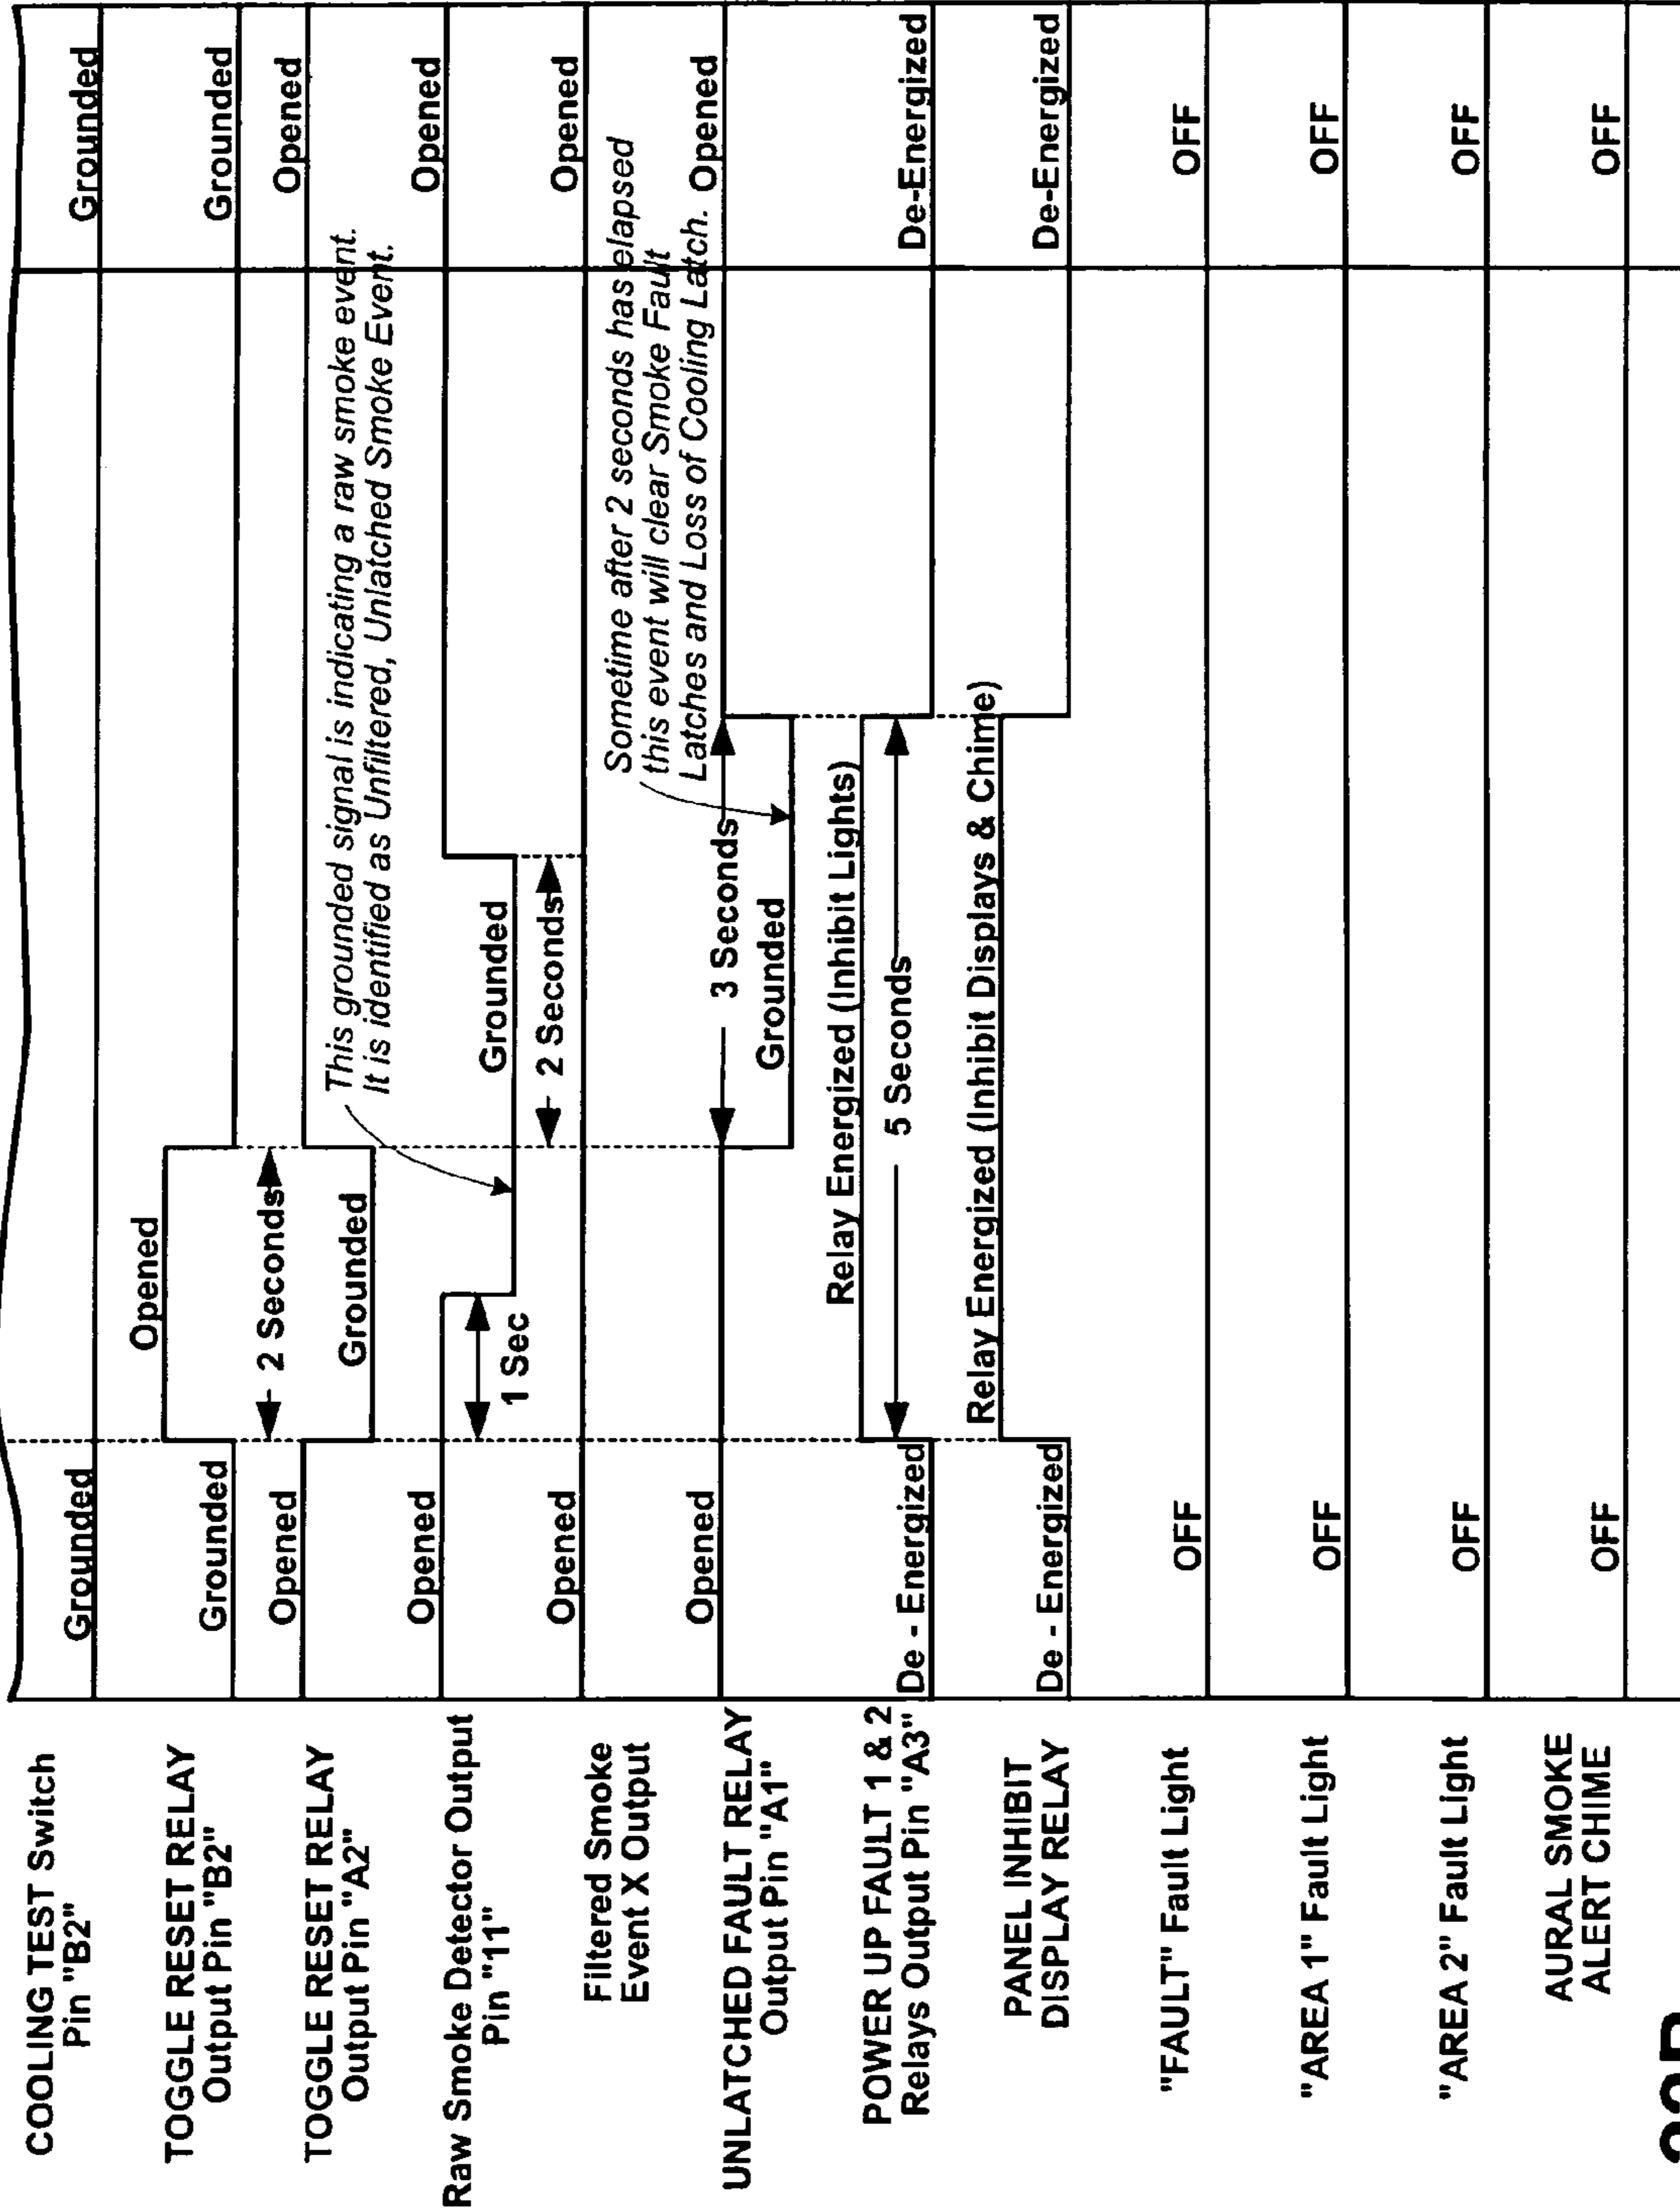 COOLING TEST Switch
Pin "B2"
Grounded
Grounded
TOGGLE RESET RELAY
Output Pin "B2"
Grounded
Opened
Grounded
2 Seconds
TOGGLE RESET RELAY
Output Pin "A2"
Opened
Grounded
Opened
This grounded signal is indicating a raw smoke event.
It is identified as Unfiltered, Unlatched Smoke Event.
Raw Smoke Detector Output
Pin "11"
Opened
1 Sec
Grounded
Opened
2 Seconds
Filtered Smoke
Event X Output
Opened
Opened
Sometime after 2 seconds has elapsed
this event will clear Smoke Fault
Latches and Loss of Cooling Latch.
UNLATCHED FAULT RELAY
Output Pin "A1"
Opened
3 Seconds
Grounded
Opened
POWER UP FAULT 1 & 2
Relays Output Pin "A3"
De - Energized
Relay Energized (Inhibit Lights)
5 Seconds
De-Energized
PANEL INHIBIT
DISPLAY RELAY
De - Energized
Relay Energized (Inhibit Displays & Chime)
De-Energized
"FAULT" Fault Light
OFF
OFF
"AREA 1" Fault Light
OFF
OFF
"AREA 2" Fault Light
OFF
OFF
AURAL SMOKE
ALERT CHIME
OFF
OFF